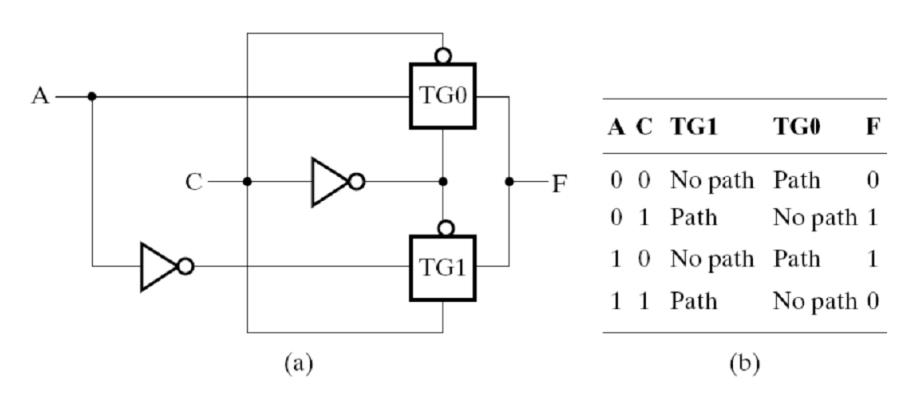 A
TG0
C
F
TG1
(a)
A C TG1 TG0 F
0 0 No path Path 0
0 1 Path No path 1
1 0 No path Path 1
1 1 Path No path 0
(b)